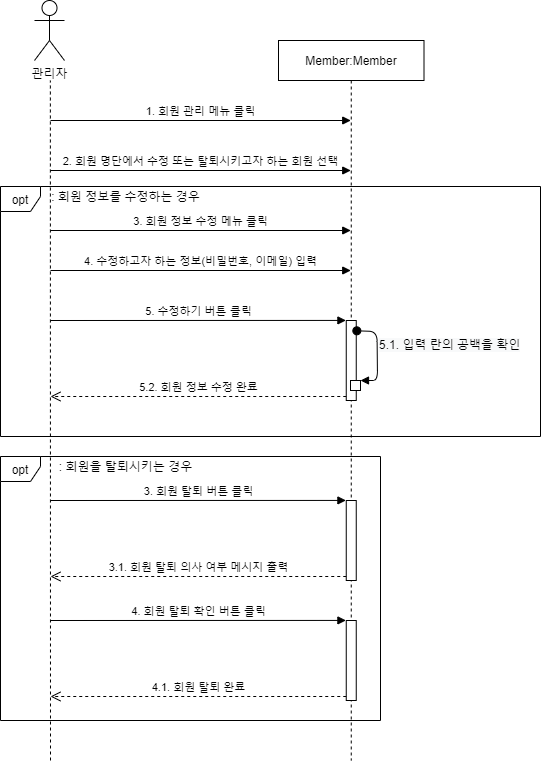 관리자
Member:Member
1. 회원 관리 메뉴 클릭
2. 회원 명단에서 수정 또는 탈퇴시키고자 하는 회원 선택
opt
: 회원 정보를 수정하는 경우
3. 회원 정보 수정 메뉴 클릭
4. 수정하고자 하는 정보(비밀번호, 이메일) 입력
5. 수정하기 버튼 클릭
5.1. 입력 란의 공백을 확인
5.2. 회원 정보 수정 완료
opt
: 회원을 탈퇴시키는 경우
3. 회원 탈퇴 버튼 클릭
3.1. 회원 탈퇴 의사 여부 메시지 출력
4. 회원 탈퇴 확인 버튼 클릭
4.1. 회원 탈퇴 완료